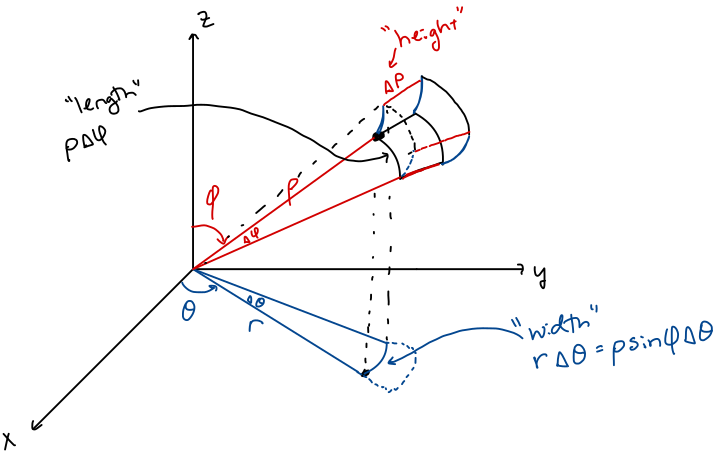 z
"height"
Δρ
"length"
ρΔφ
φ
ρ
Δφ
y
θ
Δθ
r
"width"
rΔθ = ρsinφΔθ
x